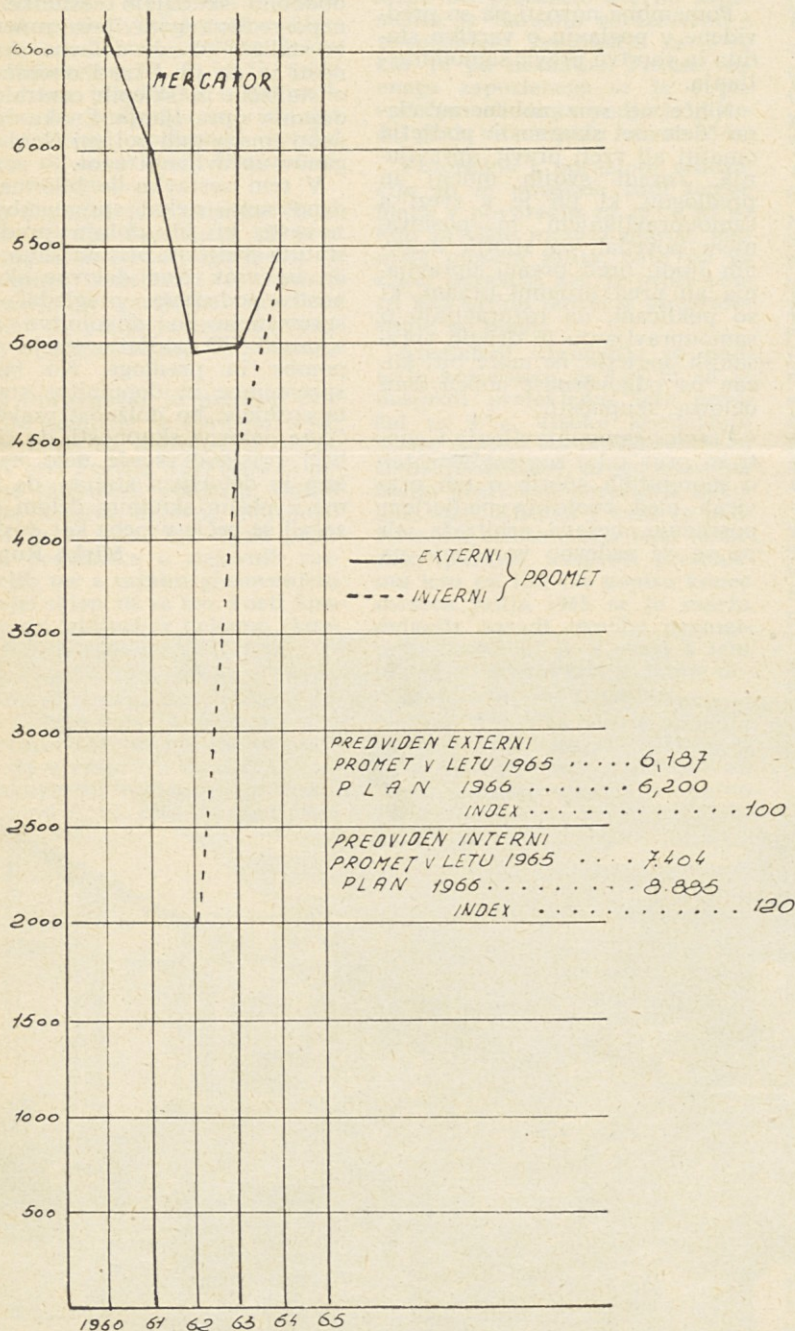 6500
MERCATOR
6000
5500
5000
4500
4000
EXTERNI
INTERNI
PROMET
3500
3000
PREDVIDEN EXTERNI
PROMET V LETU 1965 ..... 6,187
PLAN 1966 ....... 6,200
INDEX ............. 100
2500
PREDVIDEN INTERNI
PROMET V LETU 1965 .... 7.404
PLAN 1966 ......... 8.885
INDEX ............. 120
2000
1500
1000
500
1960 61 62 63 64 65